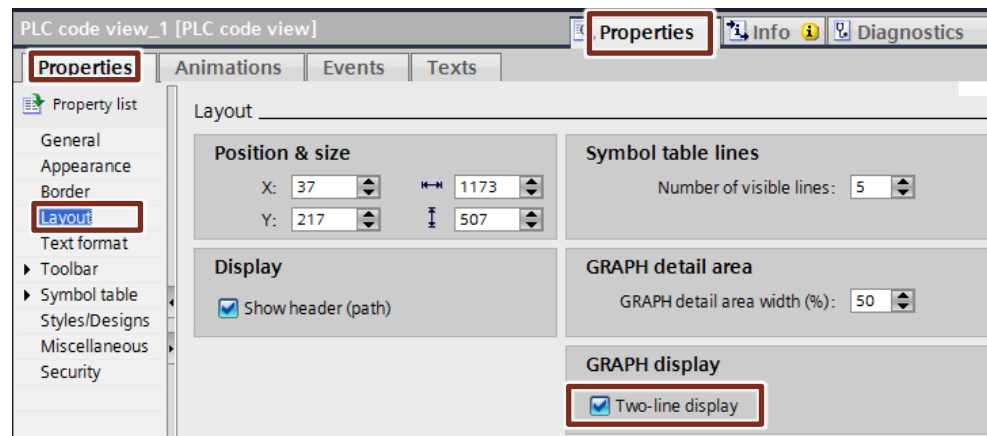 PLC code view_1 [PLC code view]
Properties
Info
Diagnostics
Properties
Animations
Events
Texts
Property list
General
Appearance
Border
Layout
Text format
Toolbar
Symbol table
Styles/Designs
Miscellaneous
Security
Layout
Position & size
X: 37
1173
Y: 217
507
Symbol table lines
Number of visible lines: 5
Display
Show header (path)
GRAPH detail area
GRAPH detail area width (%): 50
GRAPH display
Two-line display